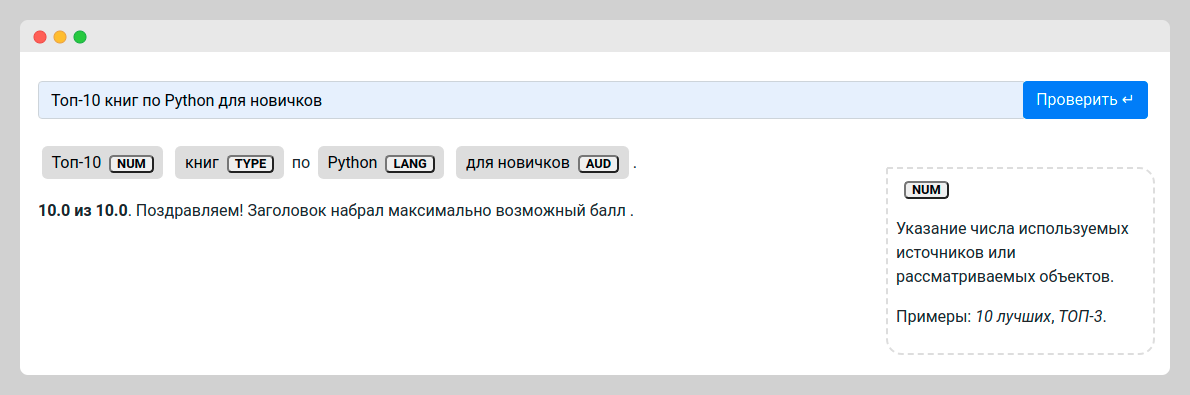 Топ-10 книг по Python для новичков
Проверить ↵
Топ-10 NUM книг TYPE по Python LANG для новичков AUD .
10.0 из 10.0. Поздравляем! Заголовок набрал максимально возможный балл .
NUM
Указание числа используемых
источников или
рассматриваемых объектов.
Примеры: 10 лучших, ТОП-3.